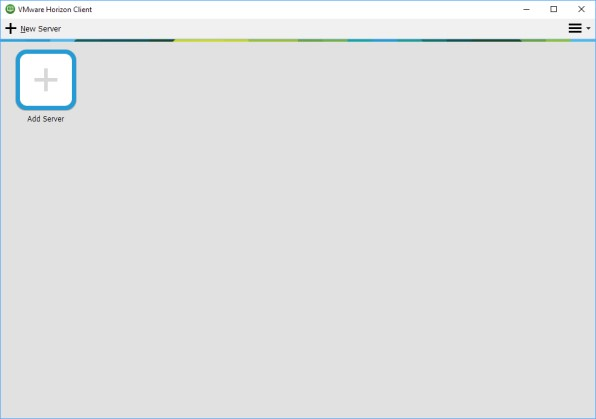 VMware Horizon Client
New Server
Add Server